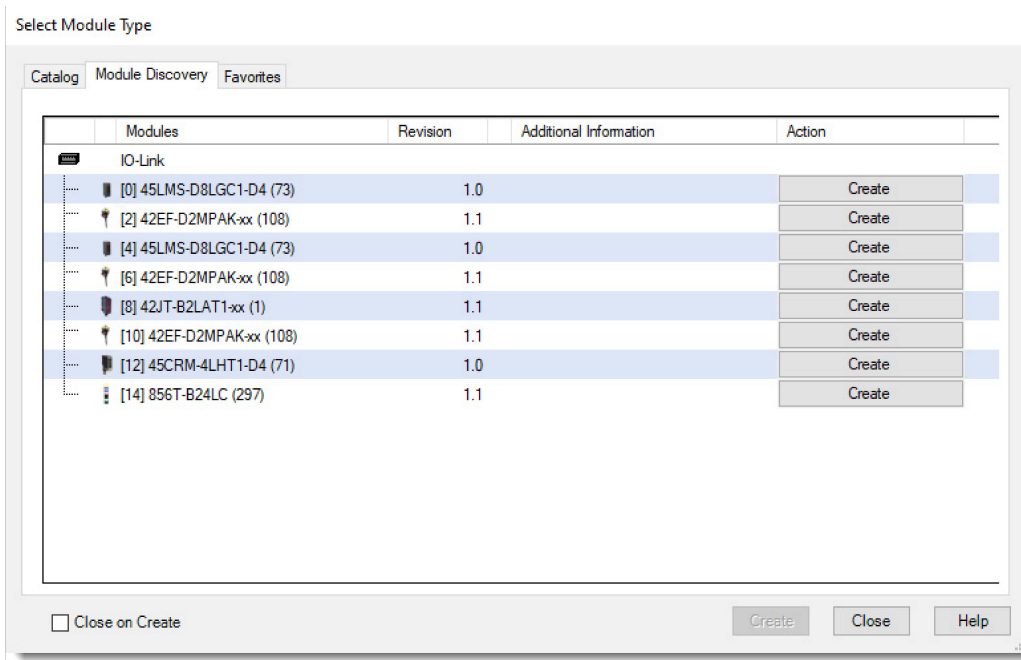 Select Module Type
Catalog Module Discovery Favorites
Modules Revision Additional Information Action
IO-Link
[0] 45LMS-D8LGC1-D4 (73) 1.0 Create
[2] 42EF-D2MPAK-xx (108) 1.1 Create
[4] 45LMS-D8LGC1-D4 (73) 1.0 Create
[6] 42EF-D2MPAK-xx (108) 1.1 Create
[8] 42JT-B2LAT1-xx (1) 1.1 Create
[10] 42EF-D2MPAK-xx (108) 1.1 Create
[12] 45CRM-4LHT1-D4 (71) 1.0 Create
[14] 856T-B24LC (297) 1.1 Create
Close on Create Create Close Help